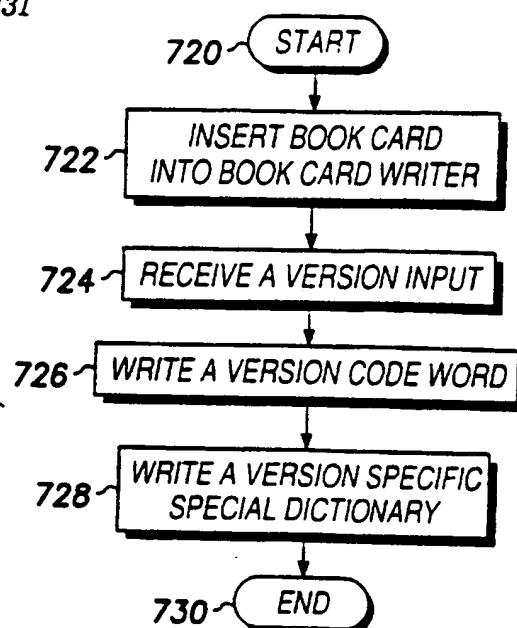 31
720 START
722 INSERT BOOK CARD
INTO BOOK CARD WRITER
724 RECEIVE A VERSION INPUT
726 WRITE A VERSION CODE WORD
728 WRITE A VERSION SPECIFIC
SPECIAL DICTIONARY
730 END